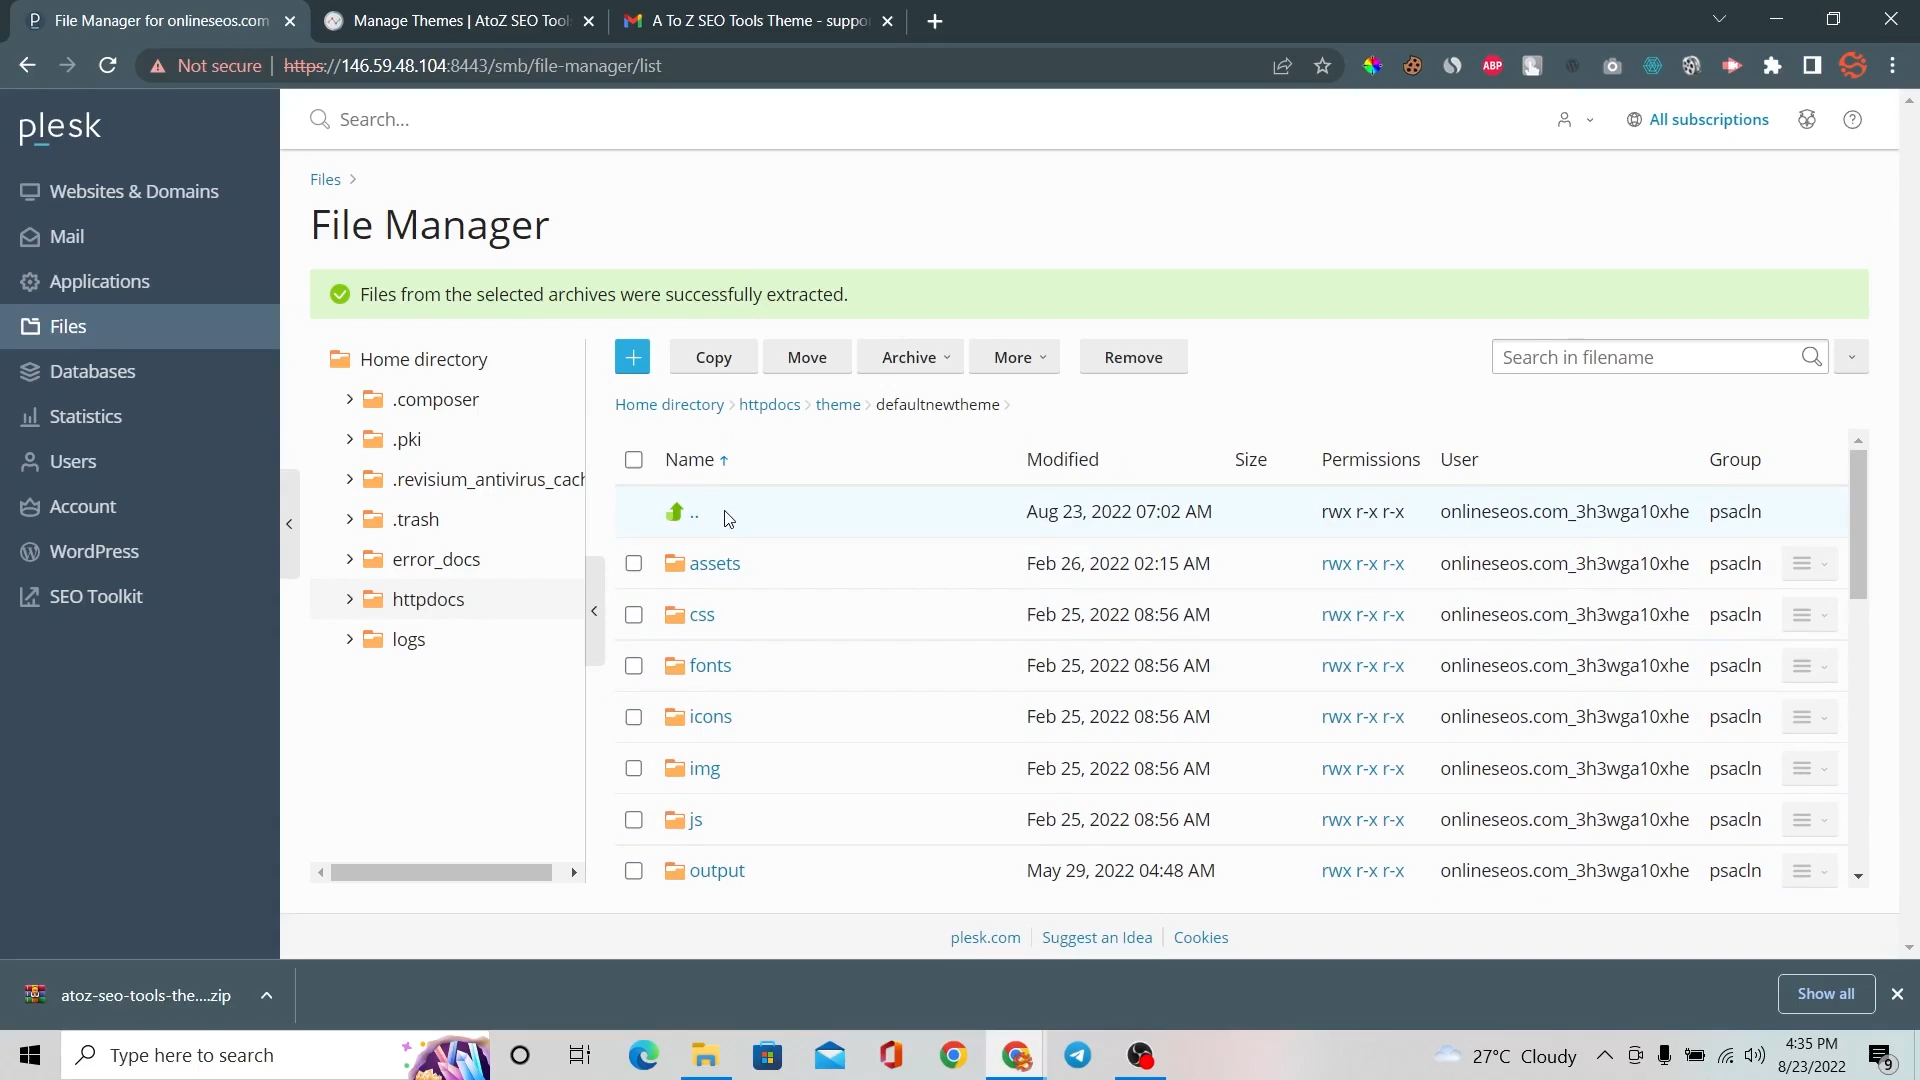 File Manager for onlineseos.com
Manage Themes | AtoZ SEO Tools
A To Z SEO Tools Theme - suppo
Not secure
https://146.59.48.104:8443/smb/file-manager/list
ABP
plesk
Search...
All subscriptions
Websites & Domains
Mail
Applications
Files
Databases
Statistics
Users
Account
WordPress
SEO Toolkit
Files
File Manager
Files from the selected archives were successfully extracted.
Home directory
.composer
.pki
.revisium_antivirus_cach
.trash
error_docs
httpdocs
logs
Copy
Move
Archive
More
Remove
Search in filename
Home directory > httpdocs > theme > defaultnewtheme >
Name Modified Size Permissions User Group
.. Aug 23, 2022 07:02 AM rwx r-x r-x onlineseos.com_3h3wga10xhe psacln
assets Feb 26, 2022 02:15 AM rwx r-x r-x onlineseos.com_3h3wga10xhe psacln
css Feb 25, 2022 08:56 AM rwx r-x r-x onlineseos.com_3h3wga10xhe psacln
fonts Feb 25, 2022 08:56 AM rwx r-x r-x onlineseos.com_3h3wga10xhe psacln
icons Feb 25, 2022 08:56 AM rwx r-x r-x onlineseos.com_3h3wga10xhe psacln
img Feb 25, 2022 08:56 AM rwx r-x r-x onlineseos.com_3h3wga10xhe psacln
js Feb 25, 2022 08:56 AM rwx r-x r-x onlineseos.com_3h3wga10xhe psacln
output May 29, 2022 04:48 AM rwx r-x r-x onlineseos.com_3h3wga10xhe psacln
plesk.com
Suggest an Idea
Cookies
atoz-seo-tools-the....zip
Show all
Type here to search
27°C Cloudy
4:35 PM
8/23/2022
9